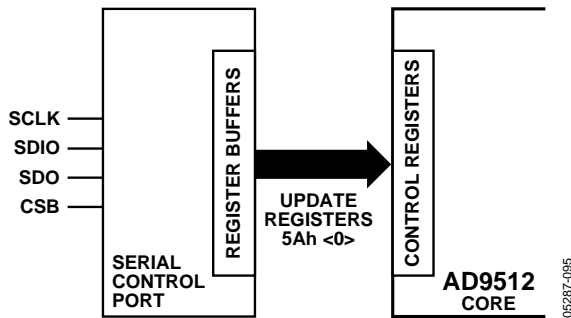 SCLK
SDIO
SDO
CSB
SERIAL
CONTROL
PORT
REGISTER BUFFERS
UPDATE
REGISTERS
5Ah <0>
CONTROL REGISTERS
AD9512
CORE
05287-095